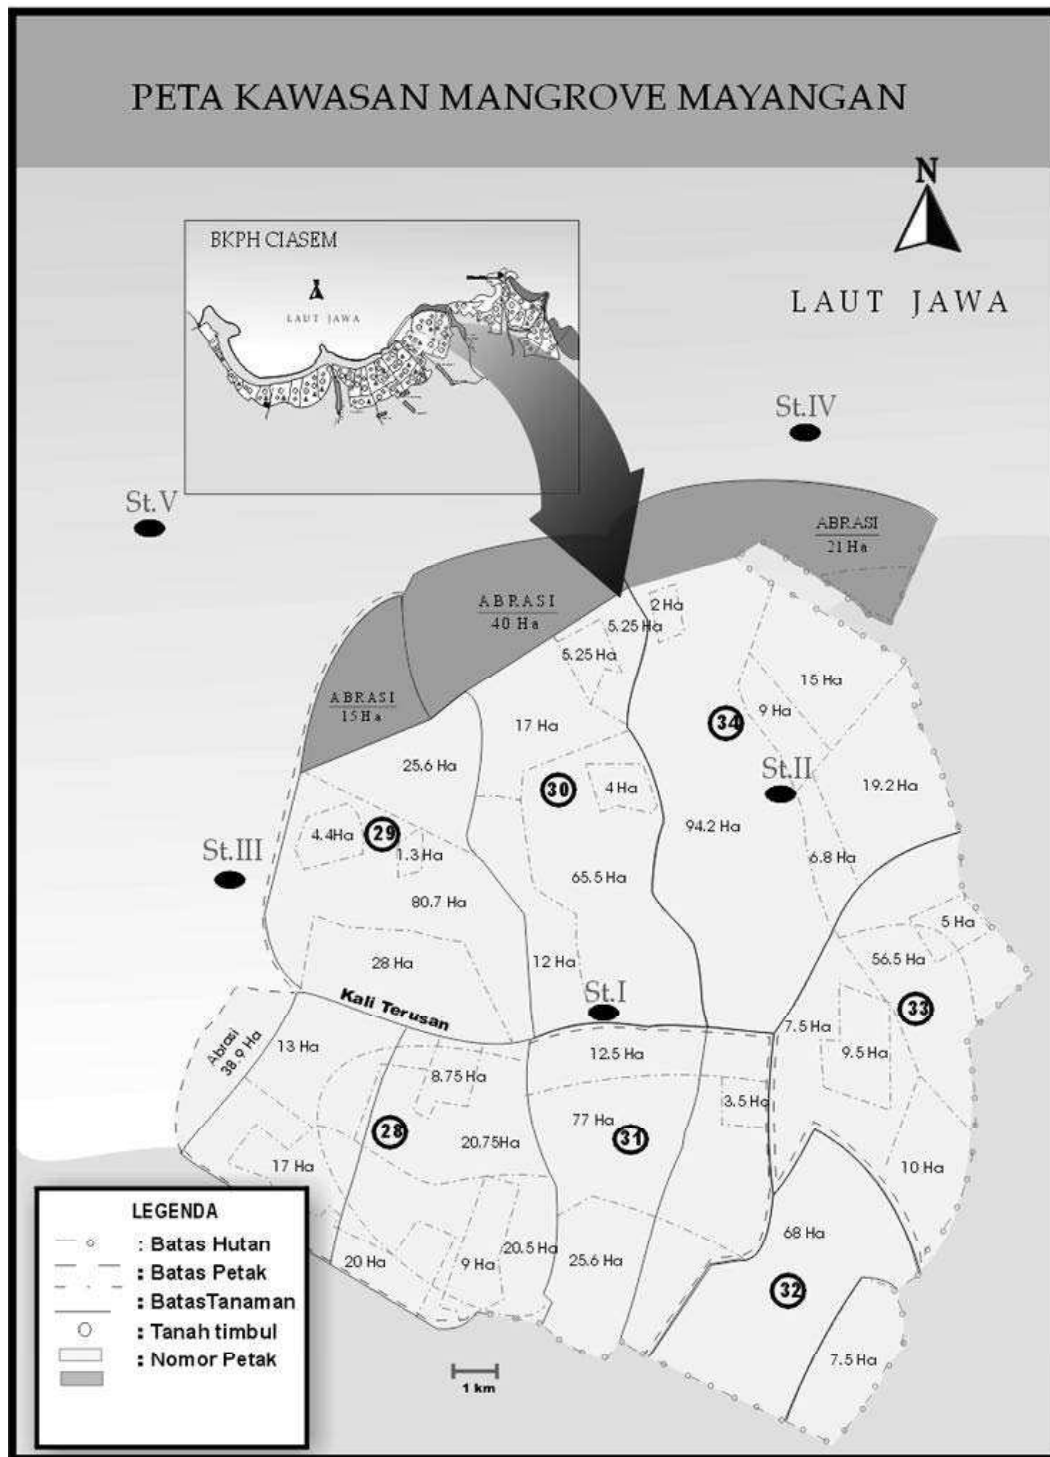 PETA KAWASAN MANGROVE MAYANGAN
N
LAUT JAWA
BKPH CIASEM
LAUT JAWA
St.IV
St.V
ABRASI
21 Ha
ABRASI
40 Ha
2 Ha
5.25 Ha
5.25 Ha
ABRASI
15 Ha
15 Ha
9 Ha
34
17 Ha
25.6 Ha
30
4 Ha
St.II
19.2 Ha
4.4Ha
29
1.3 Ha
94.2 Ha
St.III
6.8 Ha
65.5 Ha
80.7 Ha
5 Ha
28 Ha
12 Ha
56.5 Ha
St.I
Kali Terusan
33
7.5 Ha
Abrasi
38.9 Ha
13 Ha
12.5 Ha
9.5 Ha
8.75 Ha
3.5 Ha
28
20.75Ha
77 Ha
31
17 Ha
10 Ha
68 Ha
20 Ha
9 Ha
20.5 Ha
25.6 Ha
32
7.5 Ha
1 km
LEGENDA
: Batas Hutan
: Batas Petak
: BatasTanaman
: Tanah timbul
: Nomor Petak